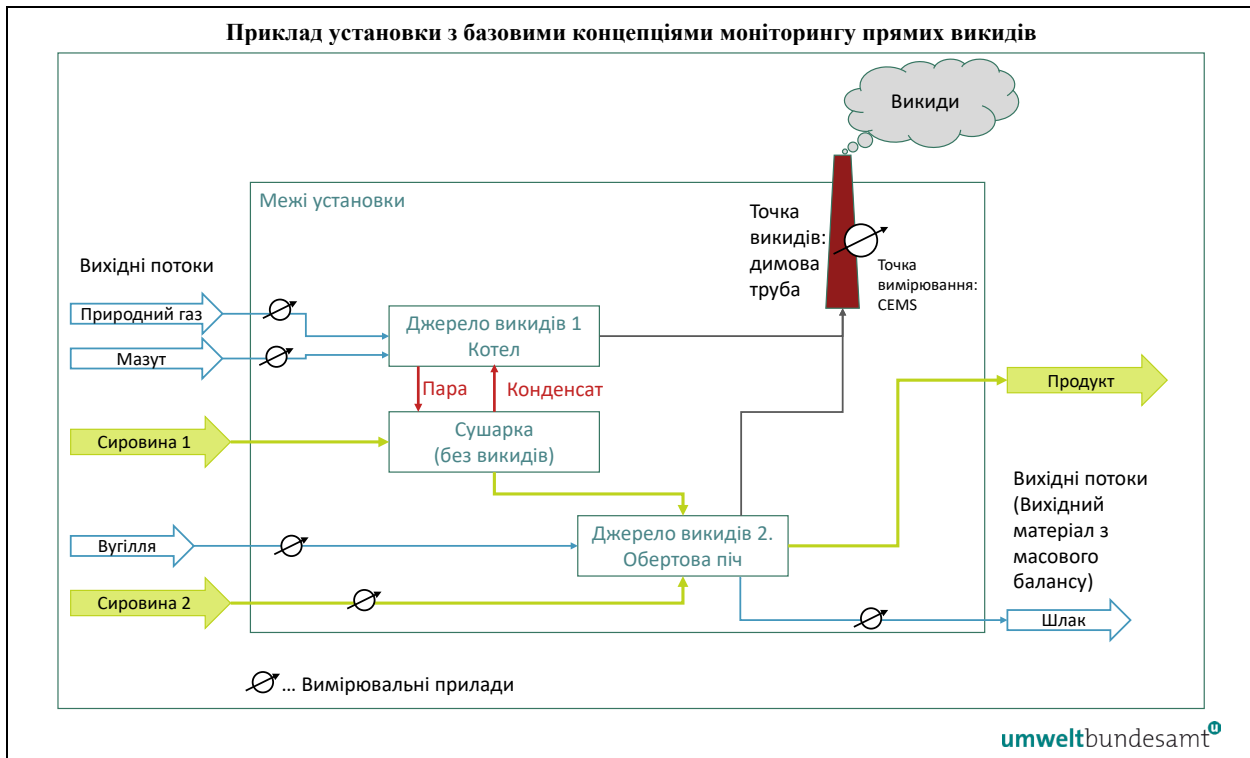 Приклад установки з базовими концепціями моніторингу прямих викидів
Викиди
Межі установки
Точка
викидів:
димова
труба
Точка
вимірювання:
CEMS
Вихідні потоки
Природний газ
Мазут
Джерело викидів 1
Котел
Пара
Конденсат
Продукт
Сировина 1
Сушарка
(без викидів)
Вихідні потоки
(Вихідний
матеріал з
масового
балансу)
Вугілля
Джерело викидів 2.
Обертова піч
Сировина 2
Шлак
... Вимірювальні прилади
umweltbundesamt
u